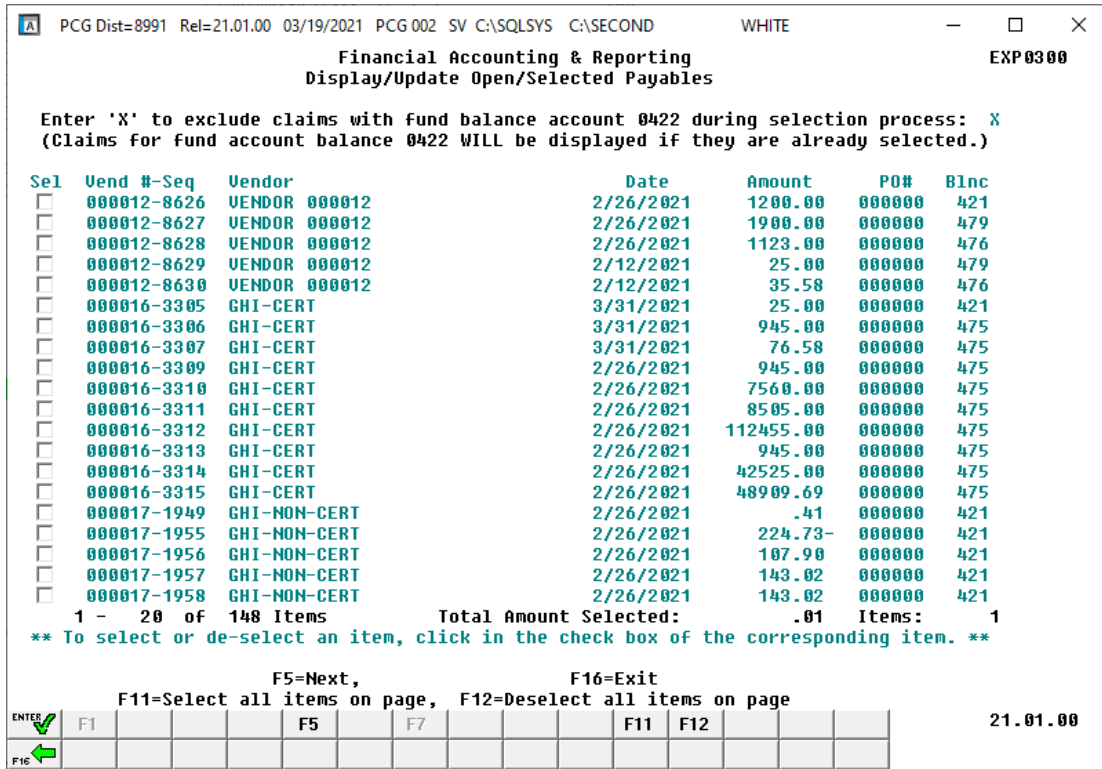 PCG Dist=8991 Rel=21.01.00 03/19/2021 PCG 002 SV C:\SQLSYS C:\SECOND WHITE
Financial Accounting & Reporting EXP0300
Display/Update Open/Selected Payables
Enter 'X' to exclude claims with fund balance account 0422 during selection process: X
(Claims for fund account balance 0422 WILL be displayed if they are already selected.)
Sel Vend #-Seq Vendor Date Amount PO# Blnc
000012-8626 VENDOR 000012 2/26/2021 1200.00 000000 421
000012-8627 VENDOR 000012 2/26/2021 1900.00 000000 479
000012-8628 VENDOR 000012 2/26/2021 1123.00 000000 476
000012-8629 VENDOR 000012 2/12/2021 25.00 000000 479
000012-8630 VENDOR 000012 2/12/2021 35.58 000000 476
000016-3305 GHI-CERT 3/31/2021 25.00 000000 421
000016-3306 GHI-CERT 3/31/2021 945.00 000000 475
000016-3307 GHI-CERT 3/31/2021 76.58 000000 475
000016-3309 GHI-CERT 2/26/2021 945.00 000000 475
000016-3310 GHI-CERT 2/26/2021 7560.00 000000 475
000016-3311 GHI-CERT 2/26/2021 8505.00 000000 475
000016-3312 GHI-CERT 2/26/2021 112455.00 000000 475
000016-3313 GHI-CERT 2/26/2021 945.00 000000 475
000016-3314 GHI-CERT 2/26/2021 42525.00 000000 475
000016-3315 GHI-CERT 2/26/2021 48909.69 000000 475
000017-1949 GHI-NON-CERT 2/26/2021 .41 000000 421
000017-1955 GHI-NON-CERT 2/26/2021 224.73- 000000 421
000017-1956 GHI-NON-CERT 2/26/2021 107.90 000000 421
000017-1957 GHI-NON-CERT 2/26/2021 143.02 000000 421
000017-1958 GHI-NON-CERT 2/26/2021 143.02 000000 421
1 - 20 of 148 Items Total Amount Selected: .01 Items: 1
** To select or de-select an item, click in the check box of the corresponding item. **
F5=Next, F16=Exit
F11=Select all items on page, F12=Deselect all items on page
ENTER F1 F5 F7 F11 F12 21.01.00
F16